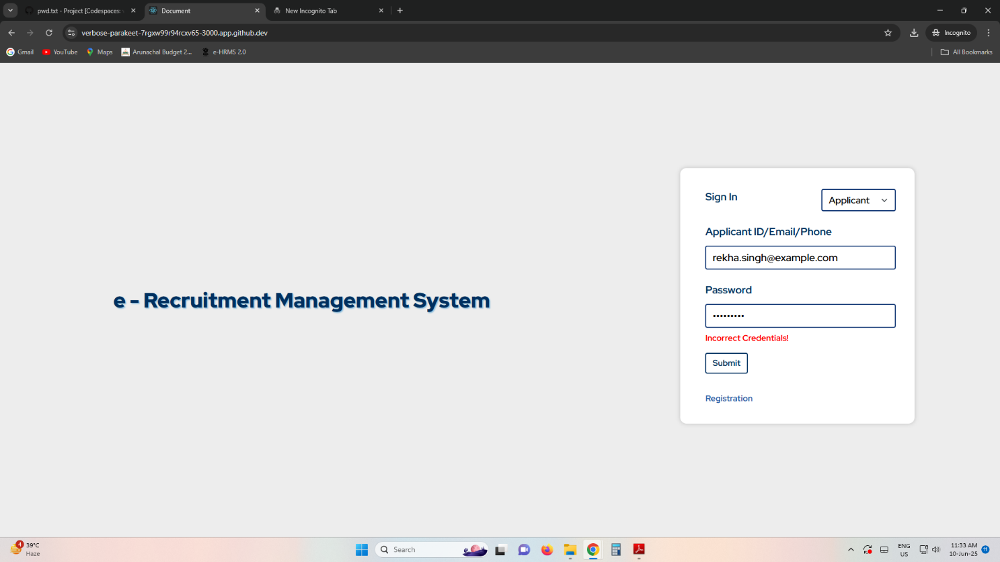 pwd.txt - Project [Codespaces:
Document
New Incognito Tab
verbose-parakeet-7rgxw99r94rcxv65-3000.app.github.dev
Incognito
Gmail
YouTube
Maps
Arunachal Budget 2...
e-HRMS 2.0
All Bookmarks
e - Recruitment Management System
Sign In
Applicant
Applicant ID/Email/Phone
rekha.singh@example.com
Password
•••••••••
Incorrect Credentials!
Submit
Registration
4
39°C
Haze
Search
ENG
US
11:33 AM
10-Jun-25
11